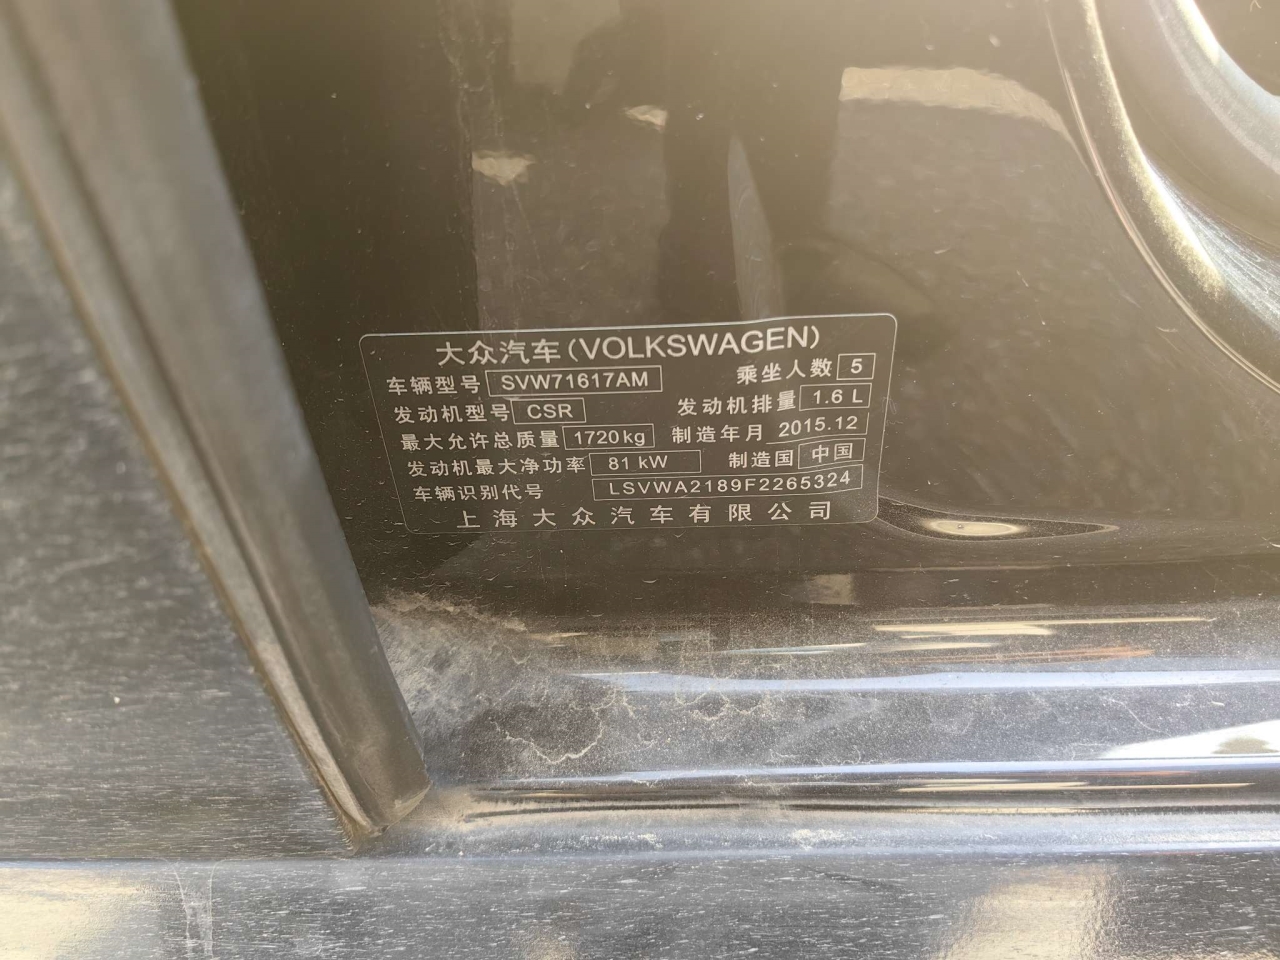 大众汽车(VOLKSWAGEN)
车辆型号 SVW71617AM 乘坐人数 5
发动机型号 CSR 发动机排量 1.6 L
最大允许总质量 1720kg 制造年月 2015.12
发动机最大净功率 81 kW 制造国 中国
车辆识别代号 LSVWA2189F2265324
上海大众汽车有限公司